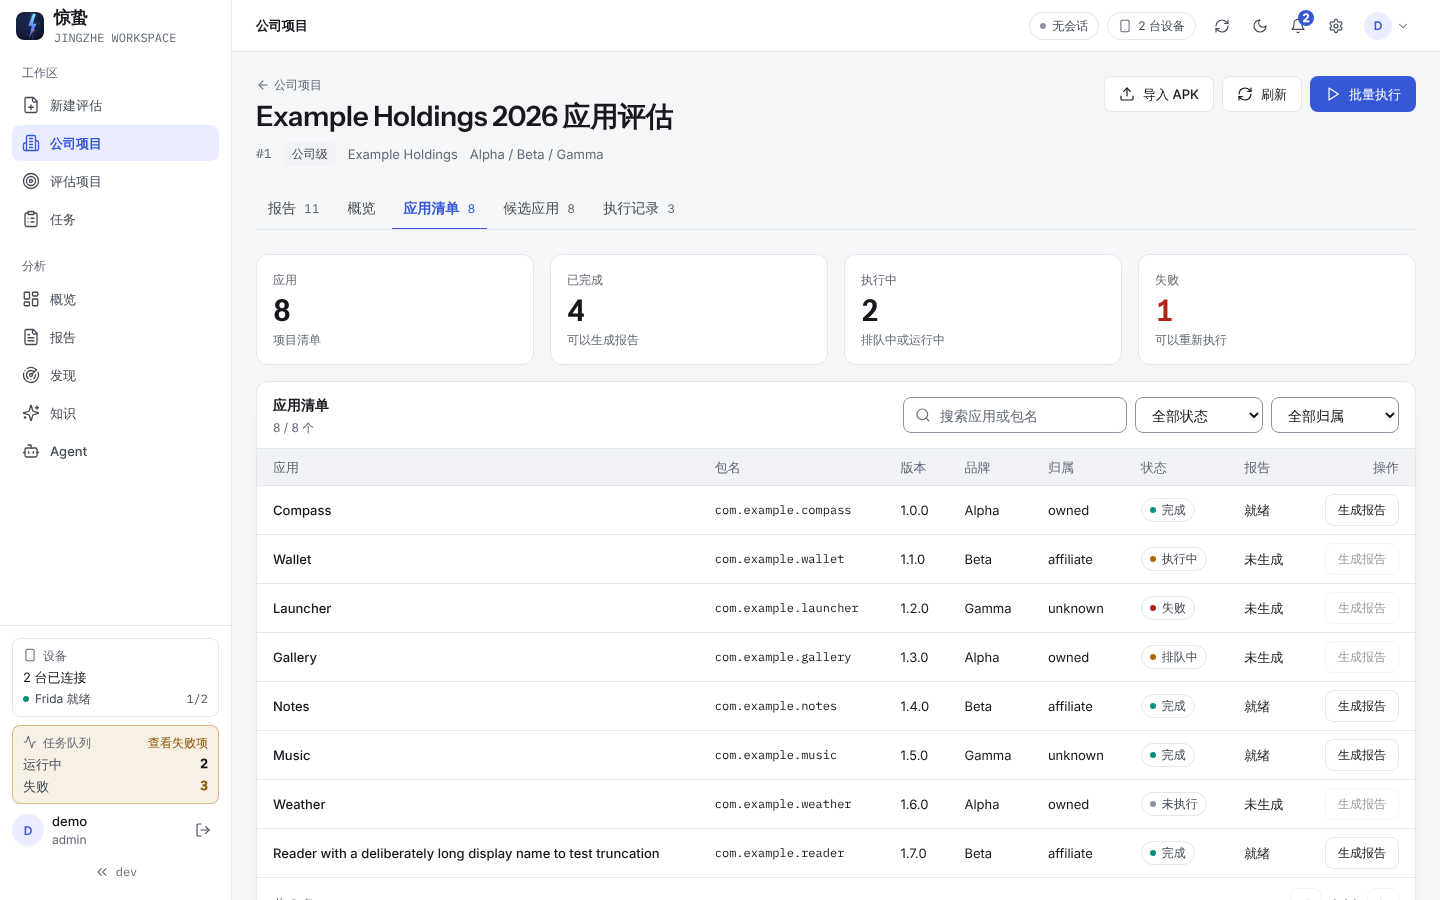 惊蛰
JINGZHE WORKSPACE
工作区
新建评估
公司项目
评估项目
任务
分析
概览
报告
发现
知识
Agent
设备
2 台已连接
Frida 就绪 1/2
任务队列 查看失败项
运行中 2
失败 3
D demo
admin
dev
公司项目 无会话 2 台设备 2 D
公司项目
Example Holdings 2026 应用评估
导入 APK 刷新 批量执行
#1 公司级 Example Holdings Alpha / Beta / Gamma
报告 11 概览 应用清单 8 候选应用 8 执行记录 3
应用 已完成 执行中 失败
8 4 2 1
项目清单 可以生成报告 排队中或运行中 可以重新执行
应用清单
8 / 8 个
搜索应用或包名 全部状态 全部归属
应用 包名 版本 品牌 归属 状态 报告 操作
Compass com.example.compass 1.0.0 Alpha owned 完成 就绪 生成报告
Wallet com.example.wallet 1.1.0 Beta affiliate 执行中 未生成 生成报告
Launcher com.example.launcher 1.2.0 Gamma unknown 失败 未生成 生成报告
Gallery com.example.gallery 1.3.0 Alpha owned 排队中 未生成 生成报告
Notes com.example.notes 1.4.0 Beta affiliate 完成 就绪 生成报告
Music com.example.music 1.5.0 Gamma unknown 完成 就绪 生成报告
Weather com.example.weather 1.6.0 Alpha owned 未执行 未生成 生成报告
Reader with a deliberately long display name to test truncation com.example.reader 1.7.0 Beta affiliate 完成 就绪 生成报告